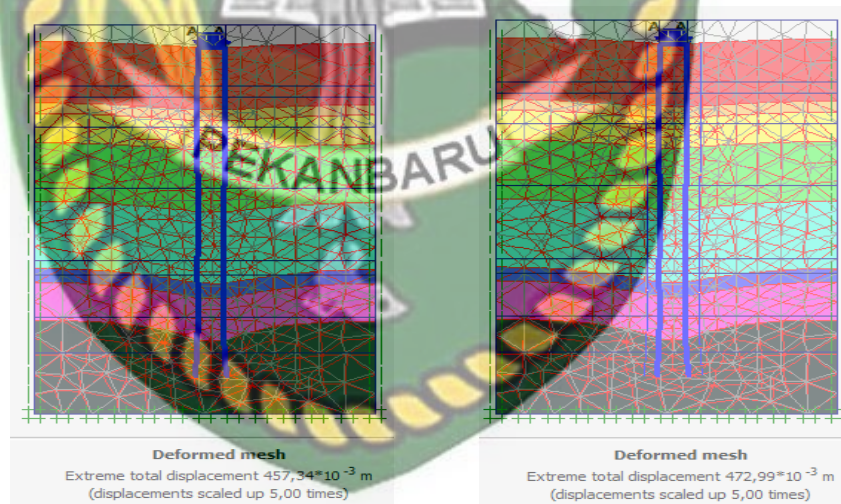 A A
A A
PEKANBARU
Deformed mesh
Extreme total displacement 457,34*10 -3 m
(displacements scaled up 5,00 times)
Deformed mesh
Extreme total displacement 472,99*10 -3 m
(displacements scaled up 5,00 times)